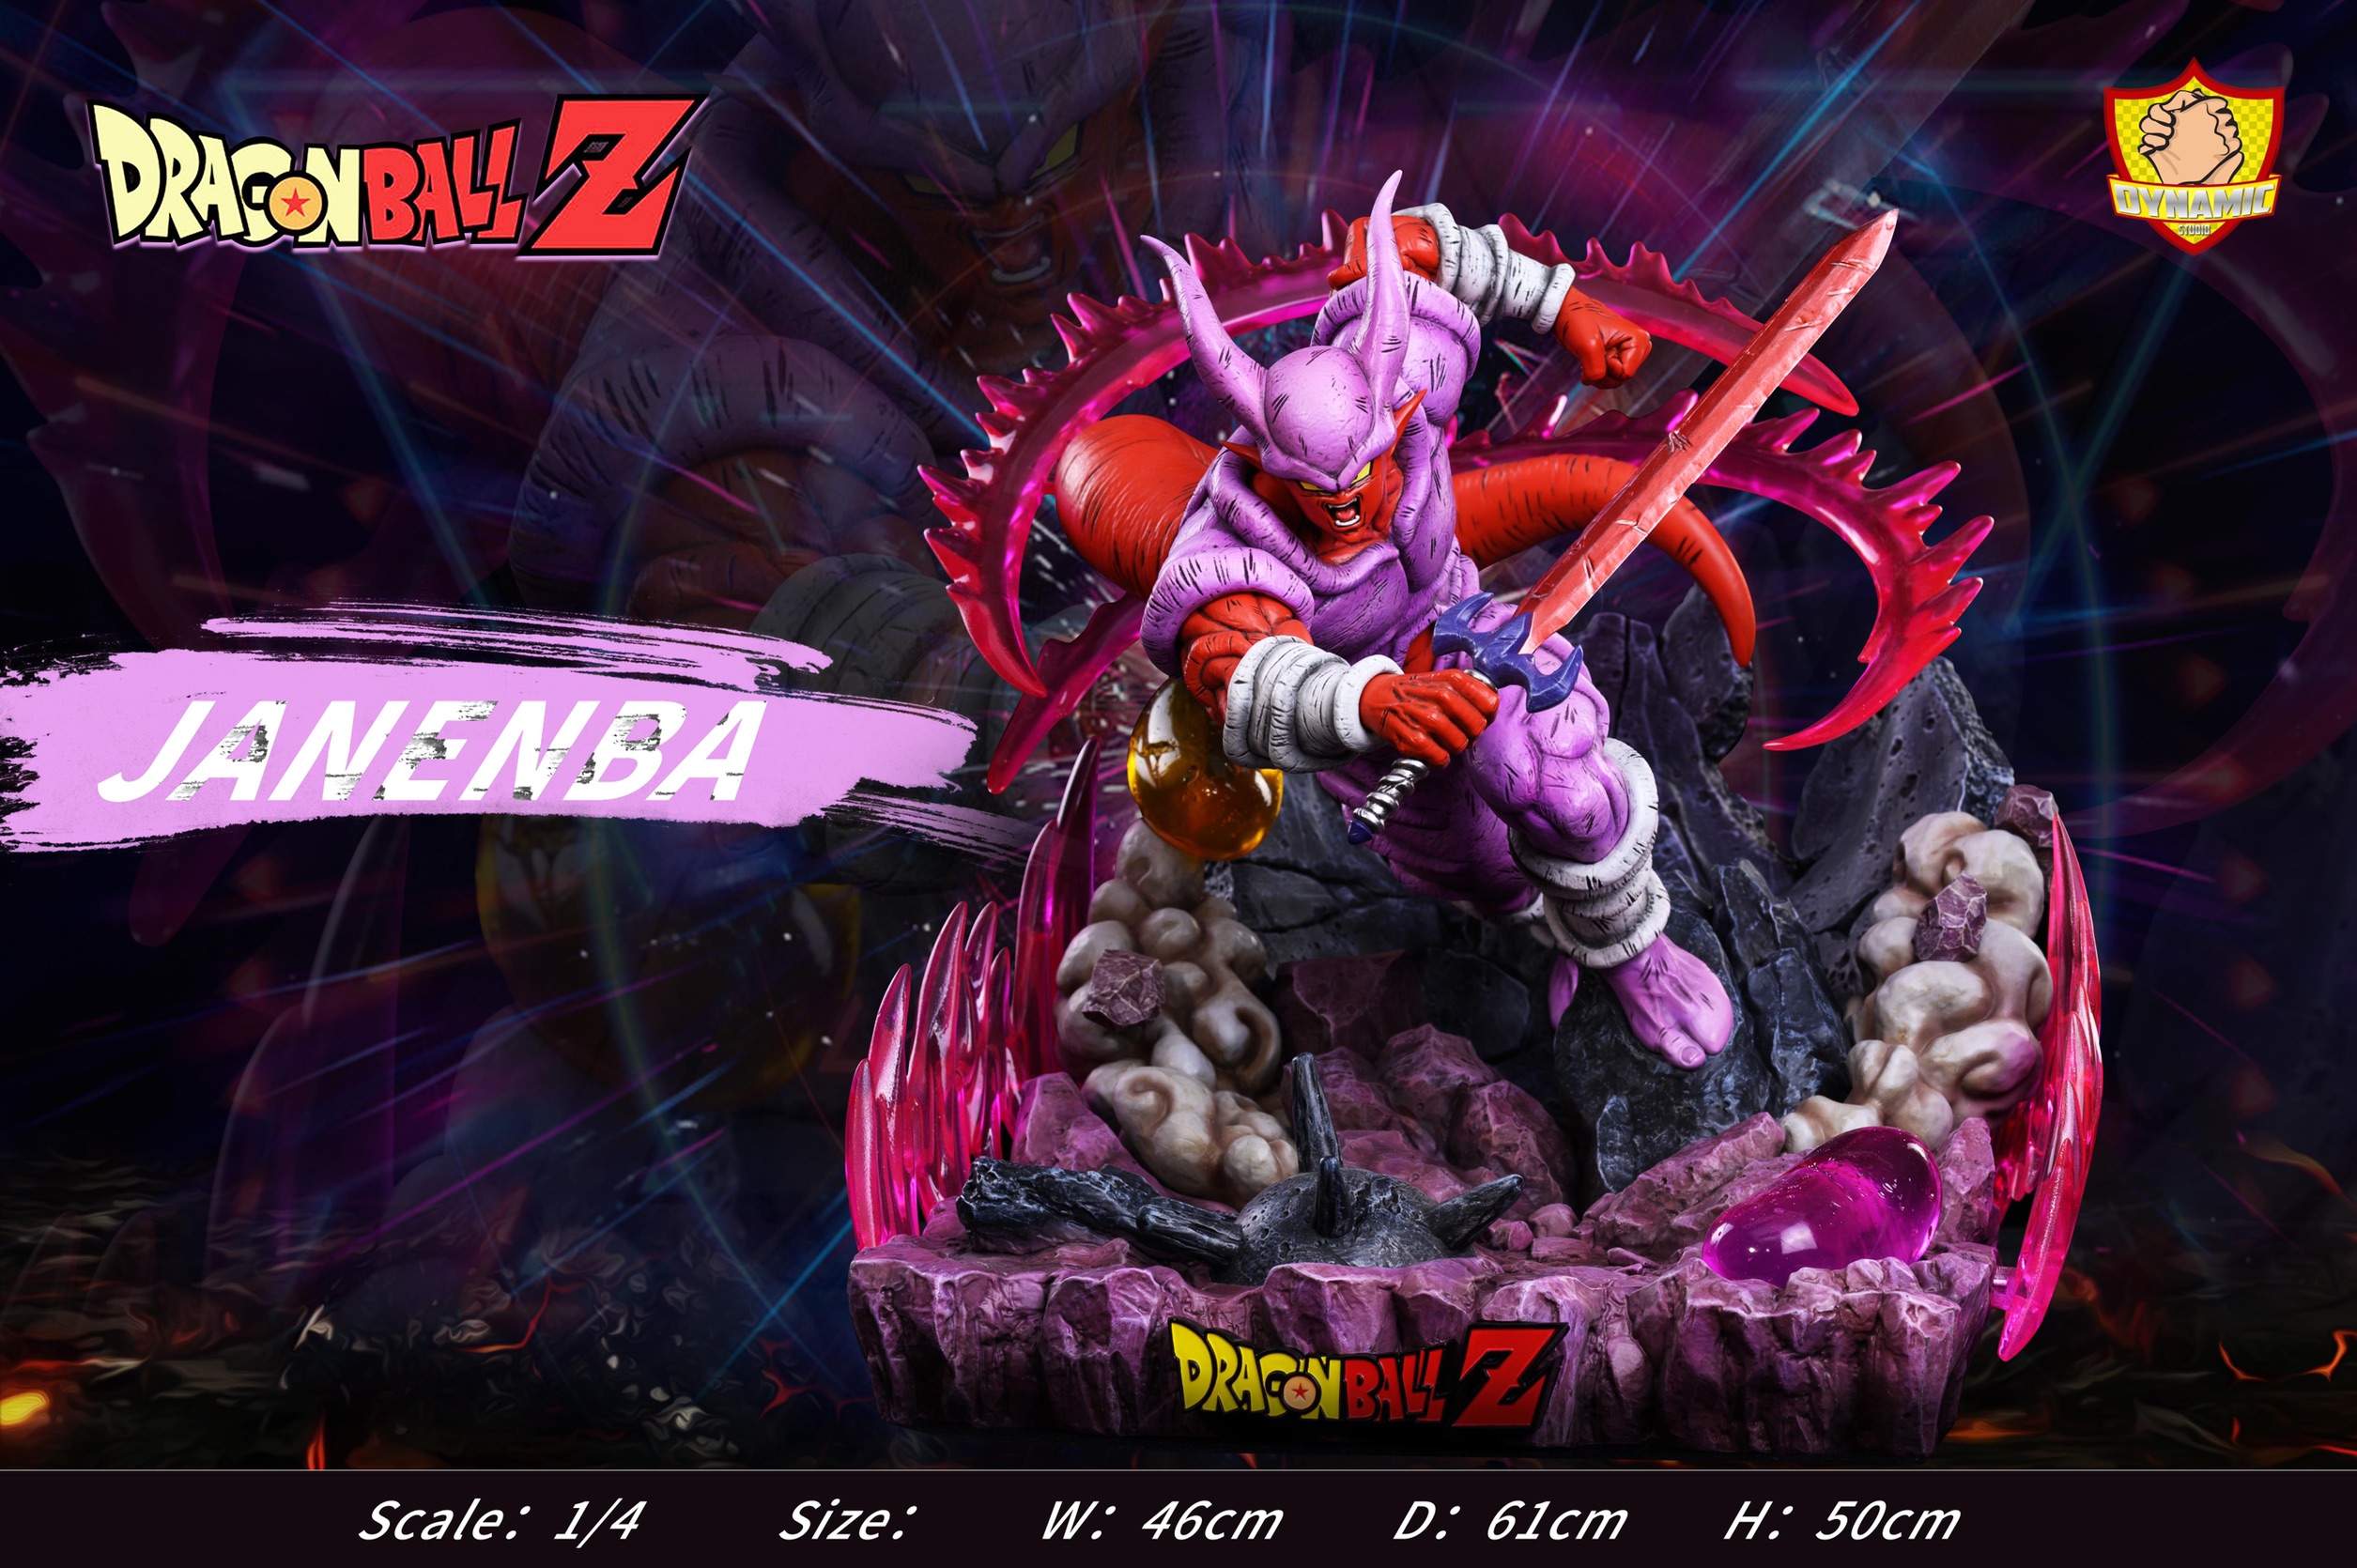 DRAGON BALL Z
DYNAMIC
STUDIO
JANENBA
DRAGON BALL Z
Scale: 1/4 Size: W: 46cm D: 61cm H: 50cm